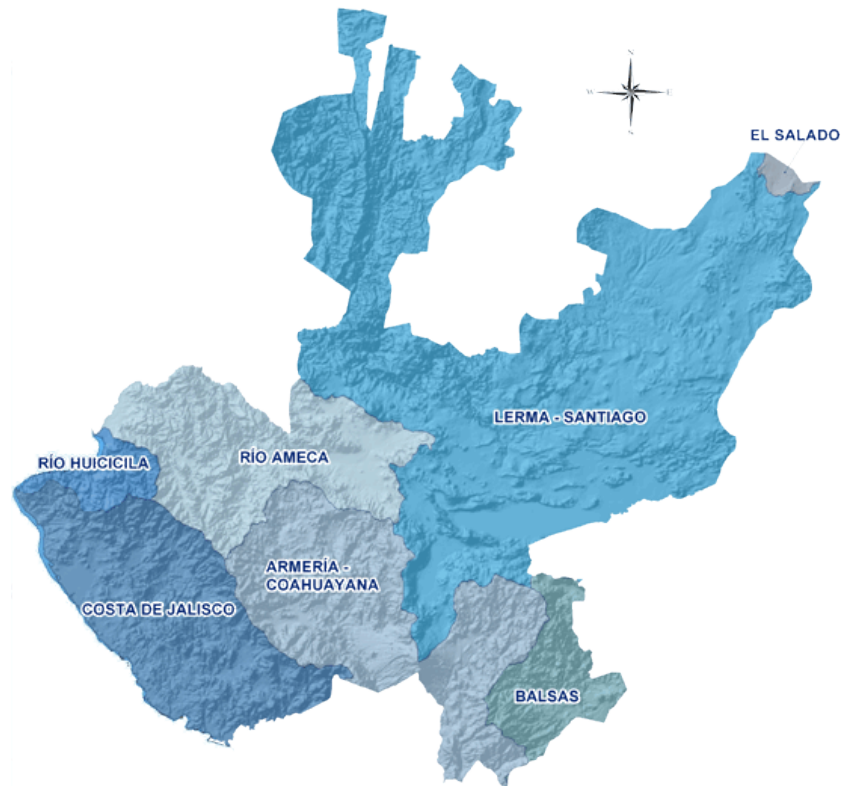 N
W
E
S
EL SALADO
LERMA - SANTIAGO
RÍO HUICICILA
RÍO AMECA
ARMERÍA -
COAHUAYANA
COSTA DE JALISCO
BALSAS